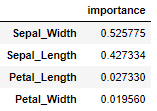 importance
Sepal_Width 0.525775
Sepal_Length 0.427334
Petal_Length 0.027330
Petal_Width 0.019560